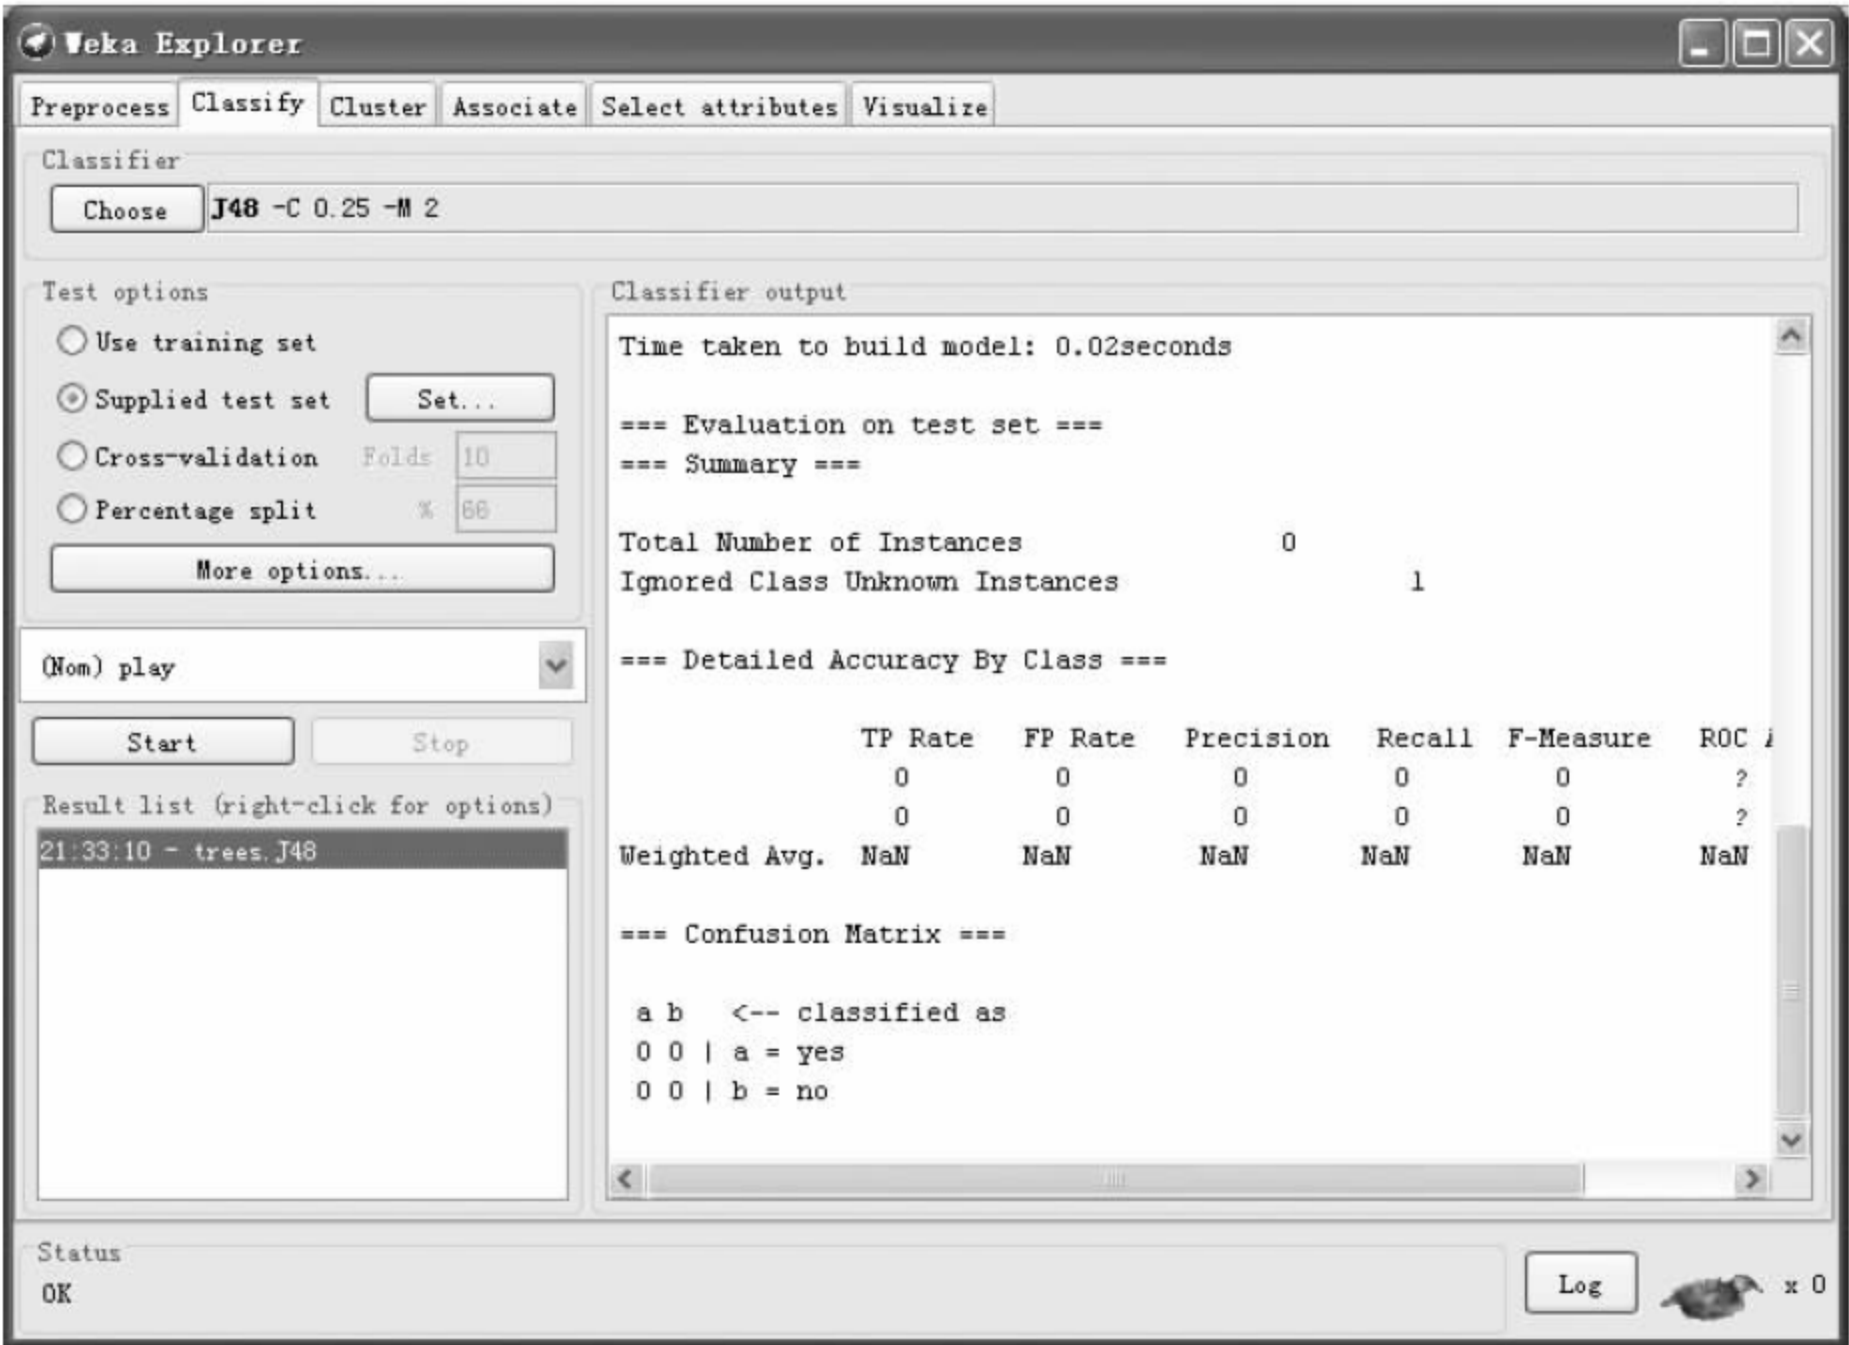 Weka Explorer
Preprocess Classify Cluster Associate Select attributes Visualize
Classifier
Choose J48 -C 0.25 -M 2
Test options
Use training set
Supplied test set Set...
Cross-validation Folds 10
Percentage split % 66
More options...
(Nom) play
Start Stop
Result list (right-click for options)
21:33:10 - trees.J48
Classifier output
Time taken to build model: 0.02seconds
=== Evaluation on test set ===
=== Summary ===
Total Number of Instances 0
Ignored Class Unknown Instances 1
=== Detailed Accuracy By Class ===
TP Rate FP Rate Precision Recall F-Measure ROC
0 0 0 0 0 ?
0 0 0 0 0 ?
Weighted Avg. NaN NaN NaN NaN NaN NaN
=== Confusion Matrix ===
a b <-- classified as
0 0 | a = yes
0 0 | b = no
Status
OK
Log x 0